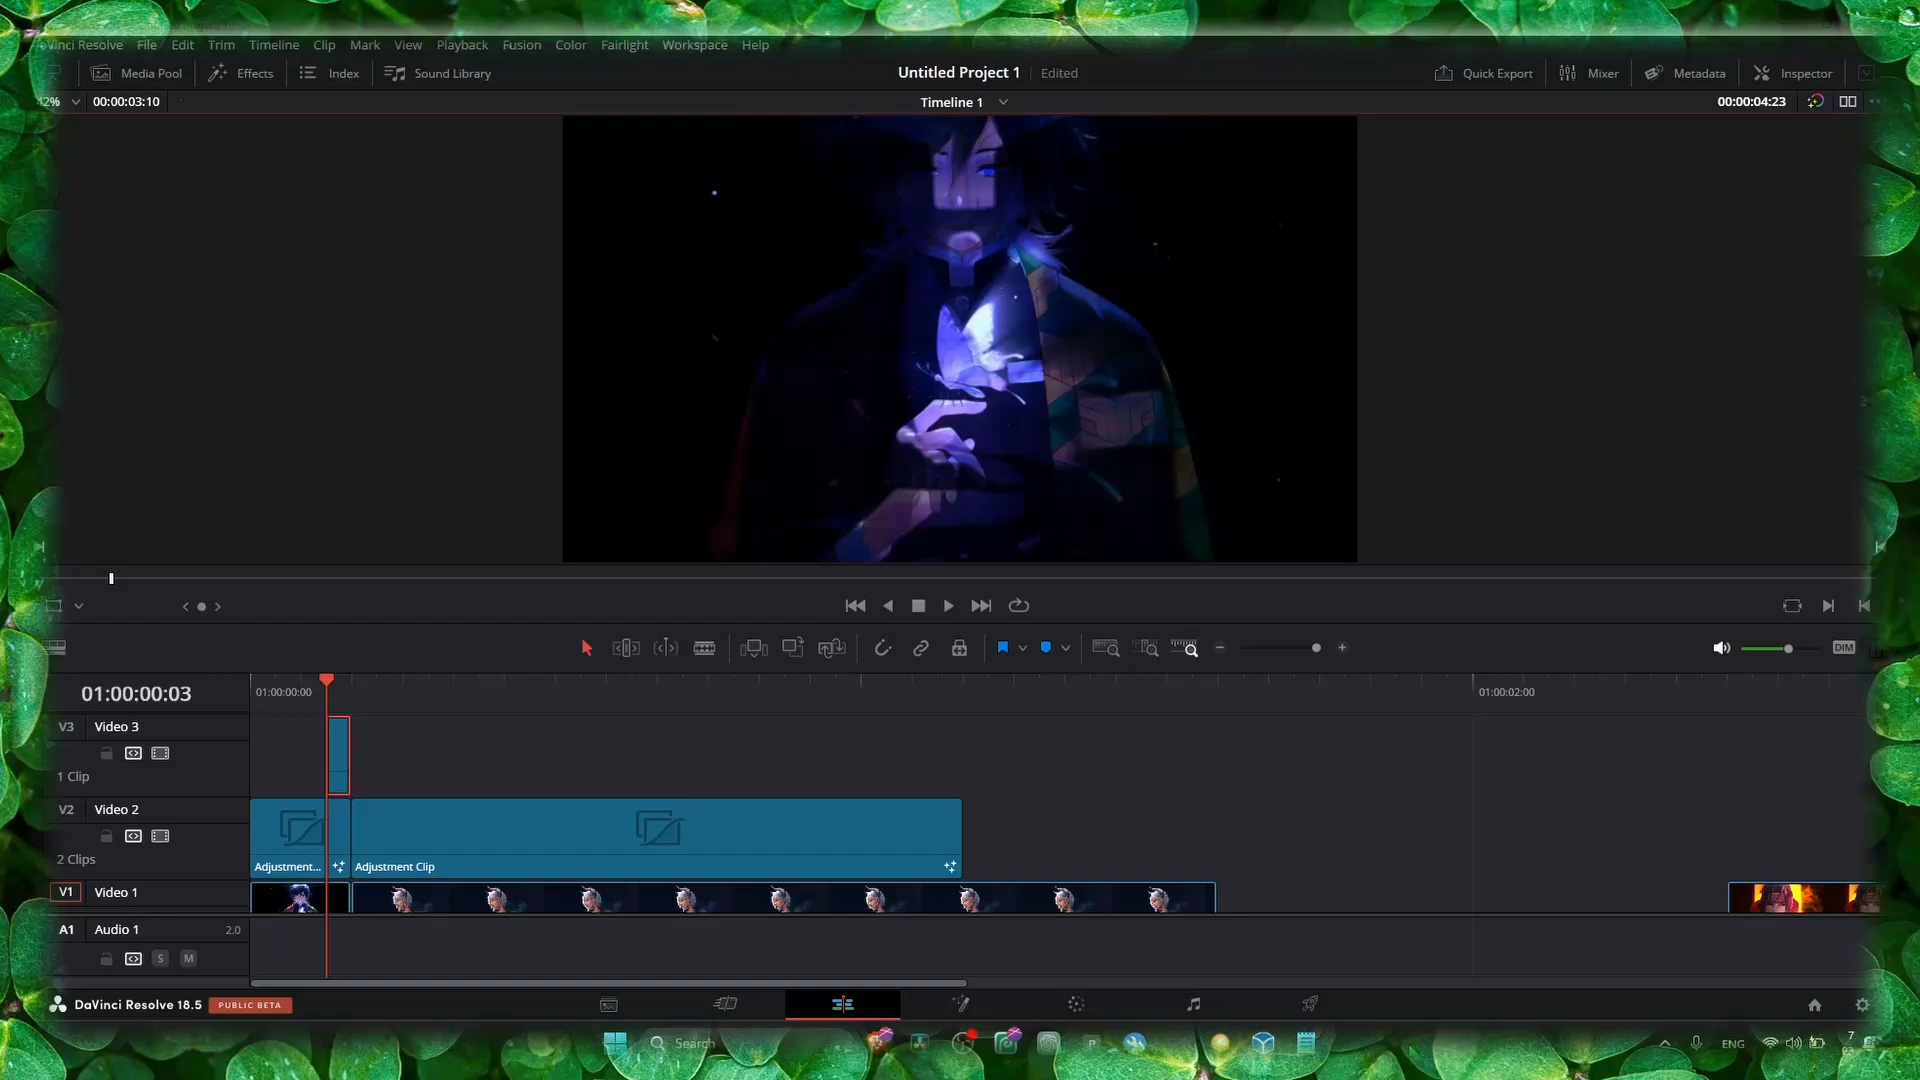 DaVinci Resolve File Edit Trim Timeline Clip Mark View Playback Fusion Color Fairlight Workspace Help
Media Pool Effects Index Sound Library Untitled Project 1 Edited Quick Export Mixer Metadata Inspector
42% 00:00:03:10 Timeline 1 00:00:04:23
DIM
01:00:00:03 01:00:00:00 01:00:02:00
V3 Video 3
1 Clip
V2 Video 2
2 Clips
Adjustment... Adjustment Clip
V1 Video 1
A1 Audio 1 2.0
S M
DaVinci Resolve 18.5 PUBLIC BETA
Search ENG